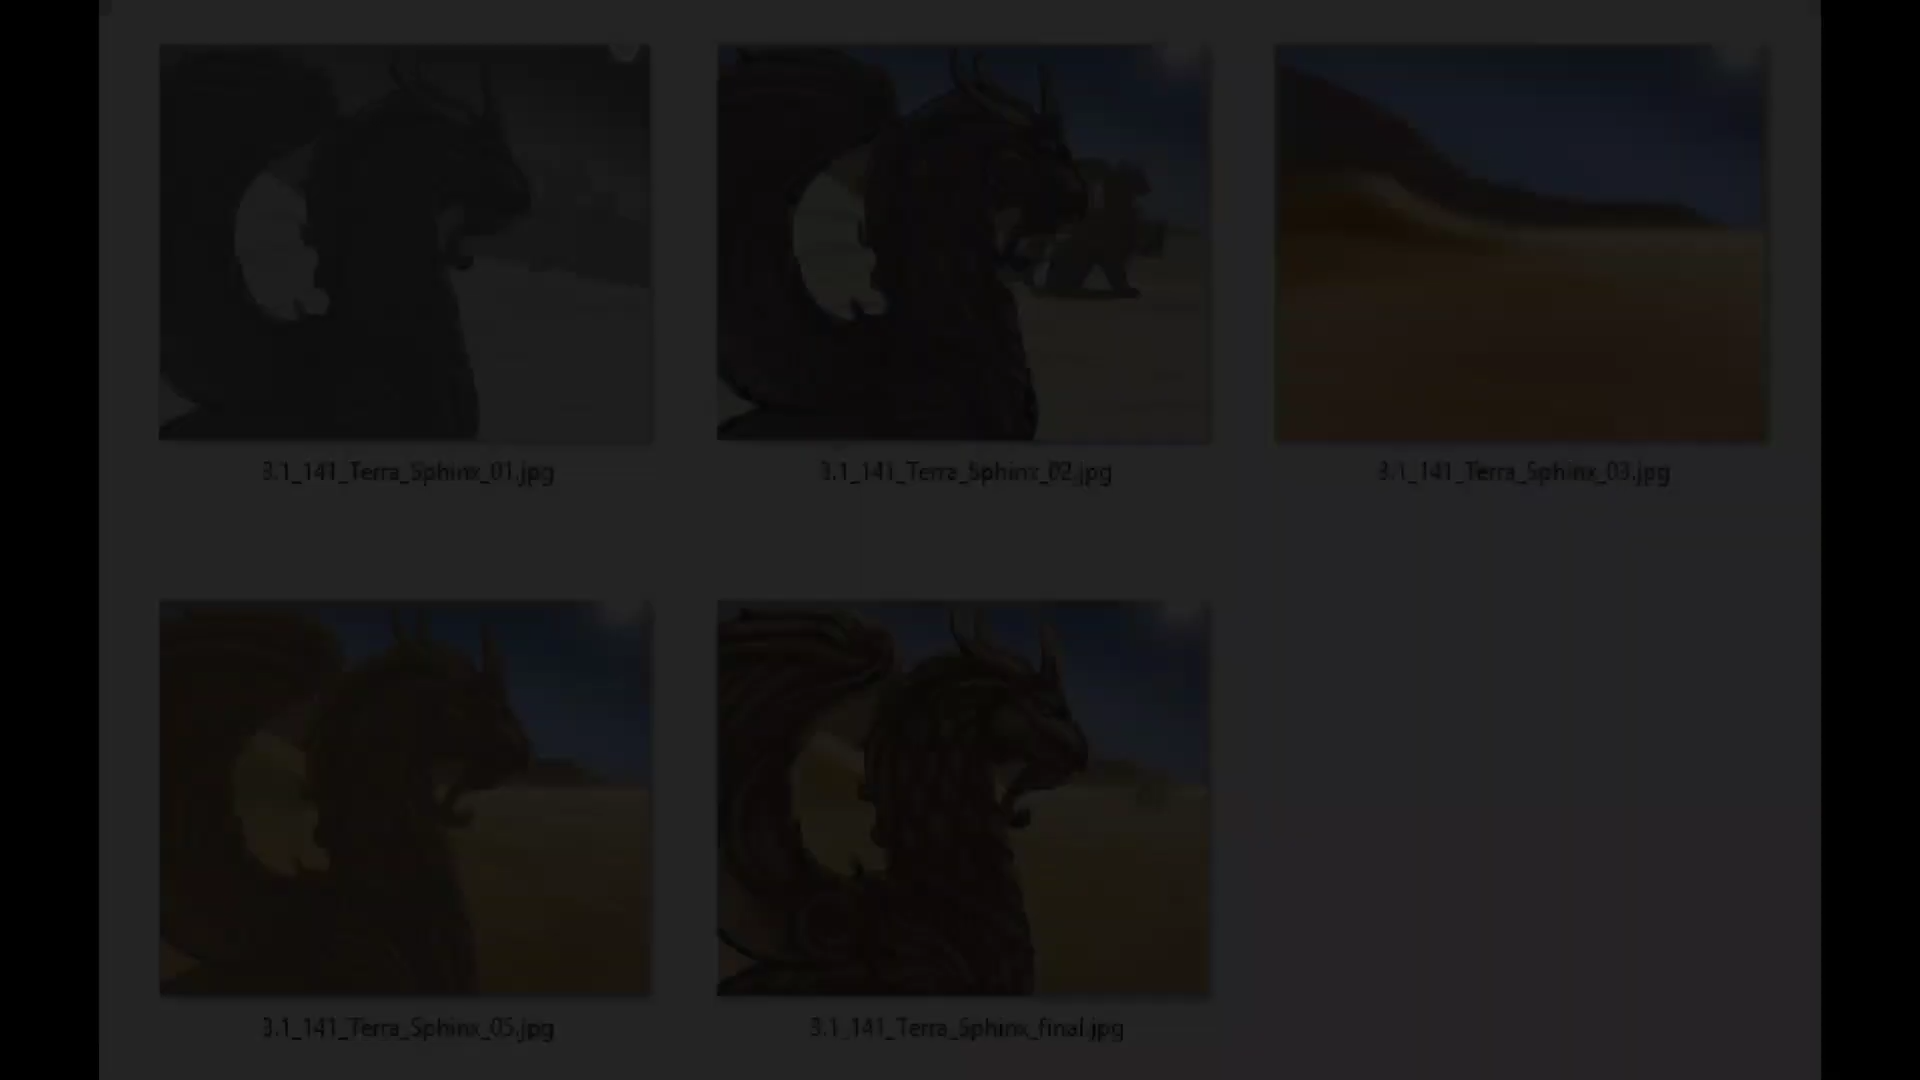 3.1_141_Terra_Sphinx_01.jpg
3.1_141_Terra_Sphinx_02.jpg
3.1_141_Terra_Sphinx_03.jpg
3.1_141_Terra_Sphinx_05.jpg
3.1_141_Terra_Sphinx_final.jpg